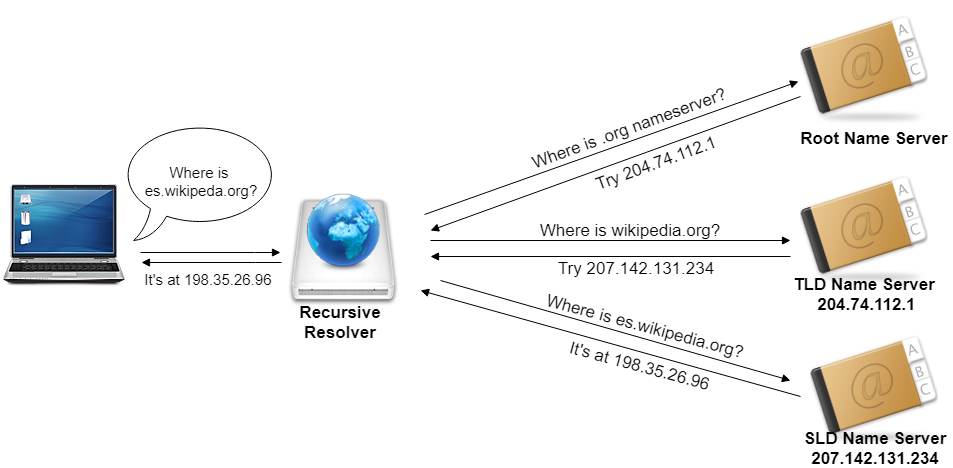 Where is
es.wikipeda.org?
It's at 198.35.26.96
Recursive
Resolver
Where is .org nameserver?
Try 204.74.112.1
Root Name Server
A
B
C
Where is wikipedia.org?
Try 207.142.131.234
TLD Name Server
204.74.112.1
A
B
C
Where is es.wikipedia.org?
It's at 198.35.26.96
SLD Name Server
207.142.131.234
A
B
C
@
@
@